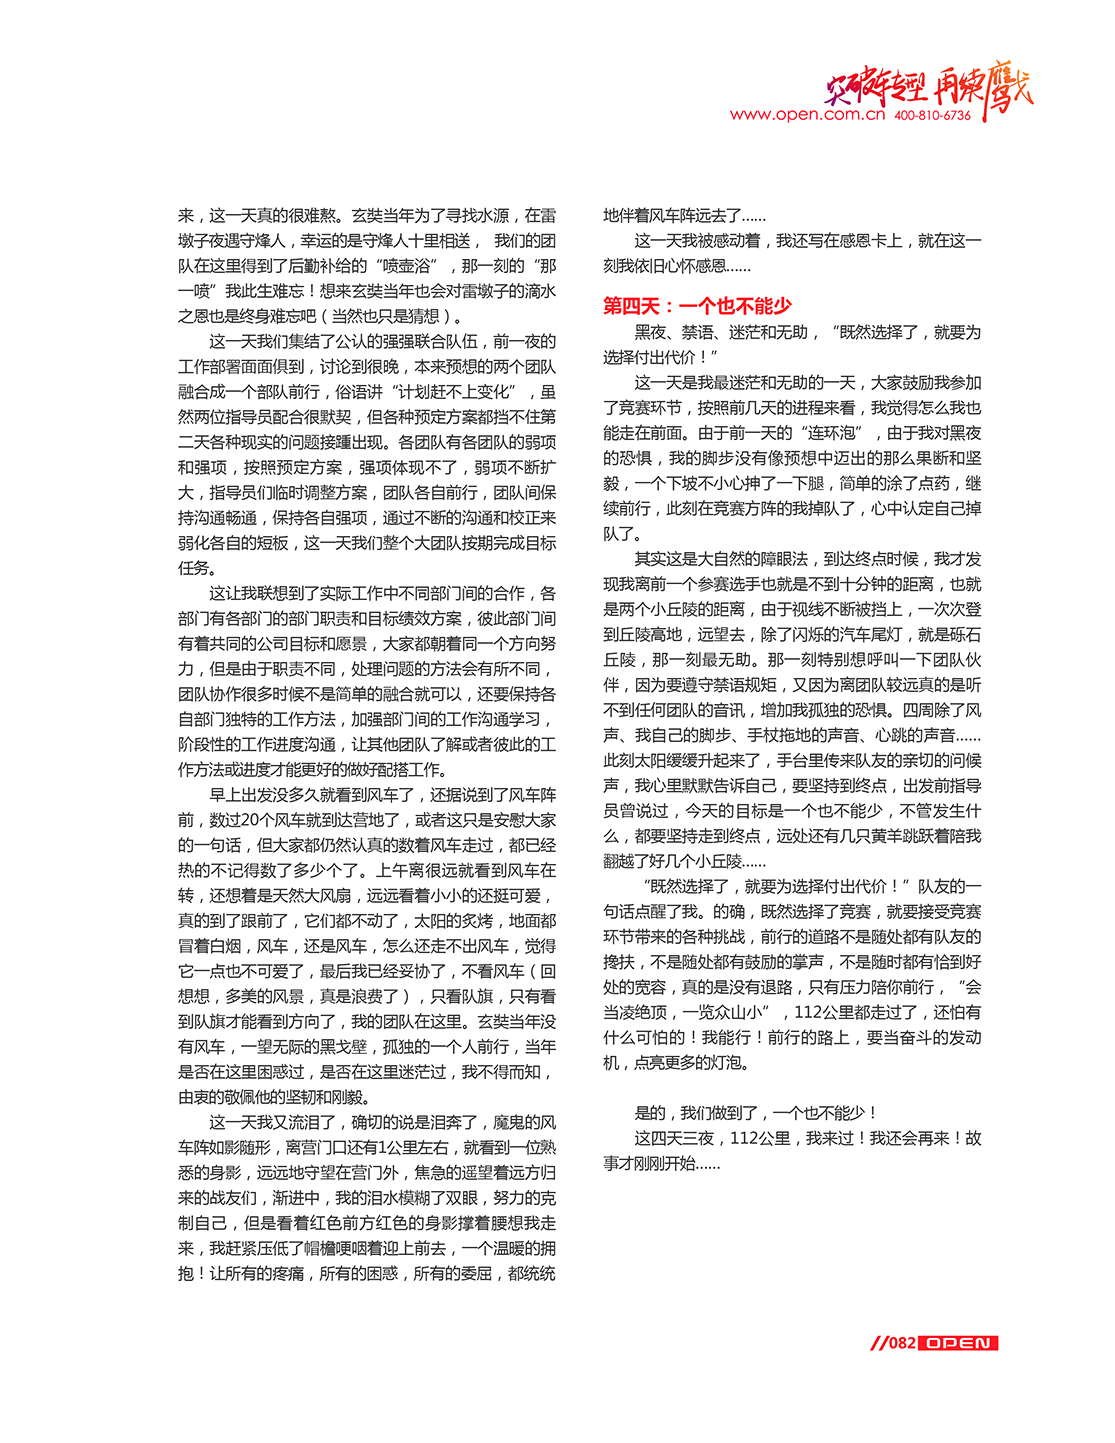 突破转型 再续鹰戈
www.open.com.cn 400-810-6736
来，这一天真的很难熬。玄奘当年为了寻找水源，在雷
墩子夜遇守烽人，幸运的是守烽人十里相送， 我们的团
队在这里得到了后勤补给的“喷壶浴”，那一刻的“那
一喷”我此生难忘！想来玄奘当年也会对雷墩子的滴水
之恩也是终身难忘吧（当然也只是猜想）。
这一天我们集结了公认的强强联合队伍，前一夜的
工作部署面面俱到，讨论到很晚，本来预想的两个团队
融合成一个部队前行，俗语讲“计划赶不上变化”，虽
然两位指导员配合很默契，但各种预定方案都挡不住第
二天各种现实的问题接踵出现。各团队有各团队的弱项
和强项，按照预定方案，强项体现不了，弱项不断扩
大，指导员们临时调整方案，团队各自前行，团队间保
持沟通畅通，保持各自强项，通过不断的沟通和校正来
弱化各自的短板，这一天我们整个大团队按期完成目标
任务。
这让我联想到了实际工作中不同部门间的合作，各
部门有各部门的部门职责和目标绩效方案，彼此部门间
有着共同的公司目标和愿景，大家都朝着同一个方向努
力，但是由于职责不同，处理问题的方法会有所不同，
团队协作很多时候不是简单的融合就可以，还要保持各
自部门独特的工作方法，加强部门间的工作沟通学习，
阶段性的工作进度沟通，让其他团队了解或者彼此的工
作方法或进度才能更好的做好配搭工作。
早上出发没多久就看到风车了，还据说到了风车阵
前，数过20个风车就到达营地了，或者这只是安慰大家
的一句话，但大家都仍然认真的数着风车走过，都已经
热的不记得数了多少个了。上午离很远就看到风车在
转，还想着是天然大风扇，远远看着小小的还挺可爱，
真的到了跟前了，它们都不动了，太阳的炙烤，地面都
冒着白烟，风车，还是风车，怎么还走不出风车，觉得
它一点也不可爱了，最后我已经妥协了，不看风车（回
想想，多美的风景，真是浪费了），只看队旗，只有看
到队旗才能看到方向了，我的团队在这里。玄奘当年没
有风车，一望无际的黑戈壁，孤独的一个人前行，当年
是否在这里困惑过，是否在这里迷茫过，我不得而知，
由衷的敬佩他的坚韧和刚毅。
这一天我又流泪了，确切的说是泪奔了，魔鬼的风
车阵如影随形，离营门口还有1公里左右，就看到一位熟
悉的身影，远远地守望在营门外，焦急的遥望着远方归
来的战友们，渐进中，我的泪水模糊了双眼，努力的克
制自己，但是看着红色前方红色的身影撑着腰想我走
来，我赶紧压低了帽檐哽咽着迎上前去，一个温暖的拥
抱！让所有的疼痛，所有的困惑，所有的委屈，都统统
地伴着风车阵远去了……
这一天我被感动着，我还写在感恩卡上，就在这一
刻我依旧心怀感恩……
第四天：一个也不能少
黑夜、禁语、迷茫和无助，“既然选择了，就要为
选择付出代价！”
这一天是我最迷茫和无助的一天，大家鼓励我参加
了竞赛环节，按照前几天的进程来看，我觉得怎么我也
能走在前面。由于前一天的“连环泡”，由于我对黑夜
的恐惧，我的脚步没有像预想中迈出的那么果断和坚
毅，一个下坡不小心抻了一下腿，简单的涂了点药，继
续前行，此刻在竞赛方阵的我掉队了，心中认定自己掉
队了。
其实这是大自然的障眼法，到达终点时候，我才发
现我离前一个参赛选手也就是不到十分钟的距离，也就
是两个小丘陵的距离，由于视线不断被挡上，一次次登
到丘陵高地，远望去，除了闪烁的汽车尾灯，就是砾石
丘陵，那一刻最无助。那一刻特别想呼叫一下团队伙
伴，因为要遵守禁语规矩，又因为离团队较远真的是听
不到任何团队的音讯，增加我孤独的恐惧。四周除了风
声、我自己的脚步、手杖拖地的声音、心跳的声音……
此刻太阳缓缓升起来了，手台里传来队友的亲切的问候
声，我心里默默告诉自己，要坚持到终点，出发前指导
员曾说过，今天的目标是一个也不能少，不管发生什
么，都要坚持走到终点，远处还有几只黄羊跳跃着陪我
翻越了好几个小丘陵……
“既然选择了，就要为选择付出代价！”队友的一
句话点醒了我。的确，既然选择了竞赛，就要接受竞赛
环节带来的各种挑战，前行的道路不是随处都有队友的
搀扶，不是随处都有鼓励的掌声，不是随时都有恰到好
处的宽容，真的是没有退路，只有压力陪你前行，“会
当凌绝顶，一览众山小”，112公里都走过了，还怕有
什么可怕的！我能行！前行的路上，要当奋斗的发动
机，点亮更多的灯泡。
是的，我们做到了，一个也不能少！
这四天三夜，112公里，我来过！我还会再来！故
事才刚刚开始……
//082 OPEN